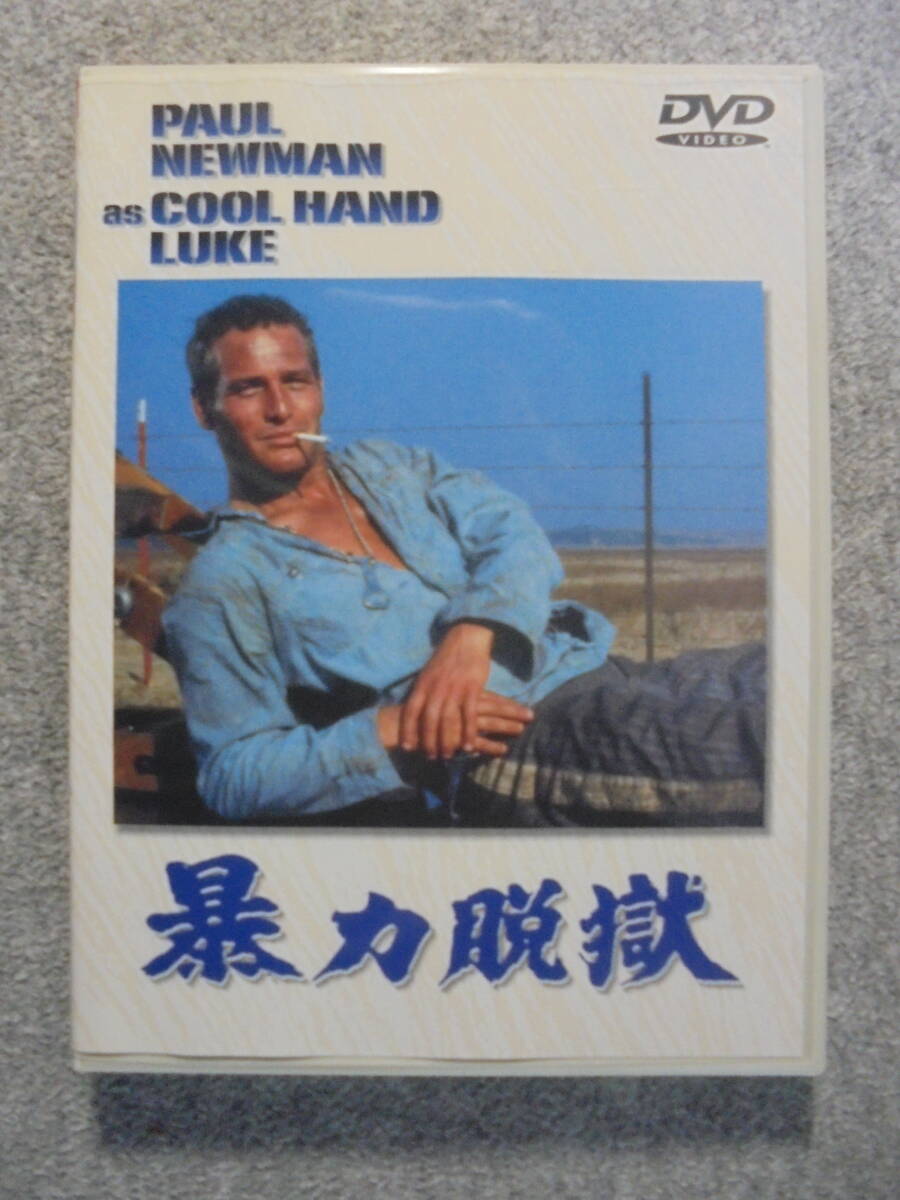 PAUL
NEWMAN
as COOL HAND
LUKE
DVD
VIDEO
暴力脱獄